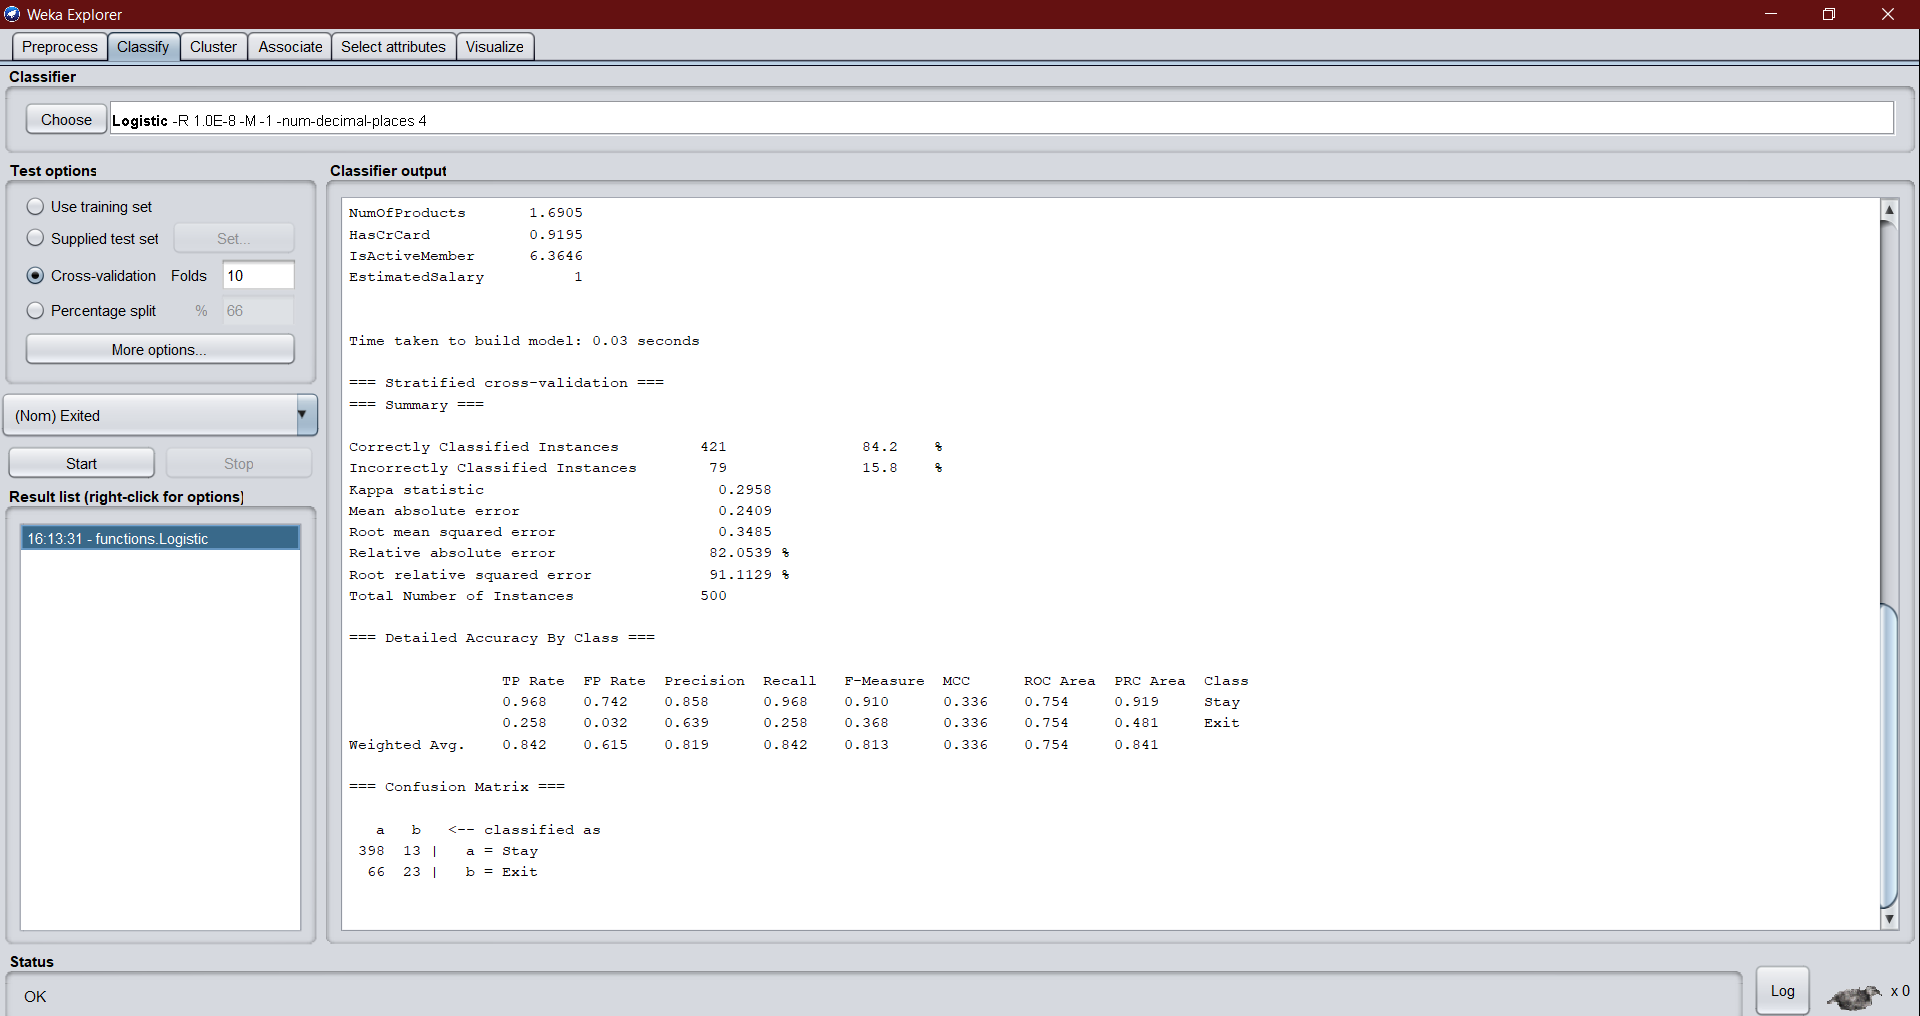 Weka Explorer
Preprocess Classify Cluster Associate Select attributes Visualize
Classifier
Choose Logistic -R 1.0E-8 -M -1 -num-decimal-places 4
Test options
Use training set
Supplied test set Set...
Cross-validation Folds 10
Percentage split % 66
More options...
(Nom) Exited
Start Stop
Result list (right-click for options)
16:13:31 - functions.Logistic
Classifier output
NumOfProducts 1.6905
HasCrCard 0.9195
IsActiveMember 6.3646
EstimatedSalary 1
Time taken to build model: 0.03 seconds
=== Stratified cross-validation ===
=== Summary ===
Correctly Classified Instances 421 84.2 %
Incorrectly Classified Instances 79 15.8 %
Kappa statistic 0.2958
Mean absolute error 0.2409
Root mean squared error 0.3485
Relative absolute error 82.0539 %
Root relative squared error 91.1129 %
Total Number of Instances 500
=== Detailed Accuracy By Class ===
TP Rate FP Rate Precision Recall F-Measure MCC ROC Area PRC Area Class
0.968 0.742 0.858 0.968 0.910 0.336 0.754 0.919 Stay
0.258 0.032 0.639 0.258 0.368 0.336 0.754 0.481 Exit
Weighted Avg. 0.842 0.615 0.819 0.842 0.813 0.336 0.754 0.841
=== Confusion Matrix ===
a b <-- classified as
398 13 | a = Stay
66 23 | b = Exit
Status
OK
Log x 0